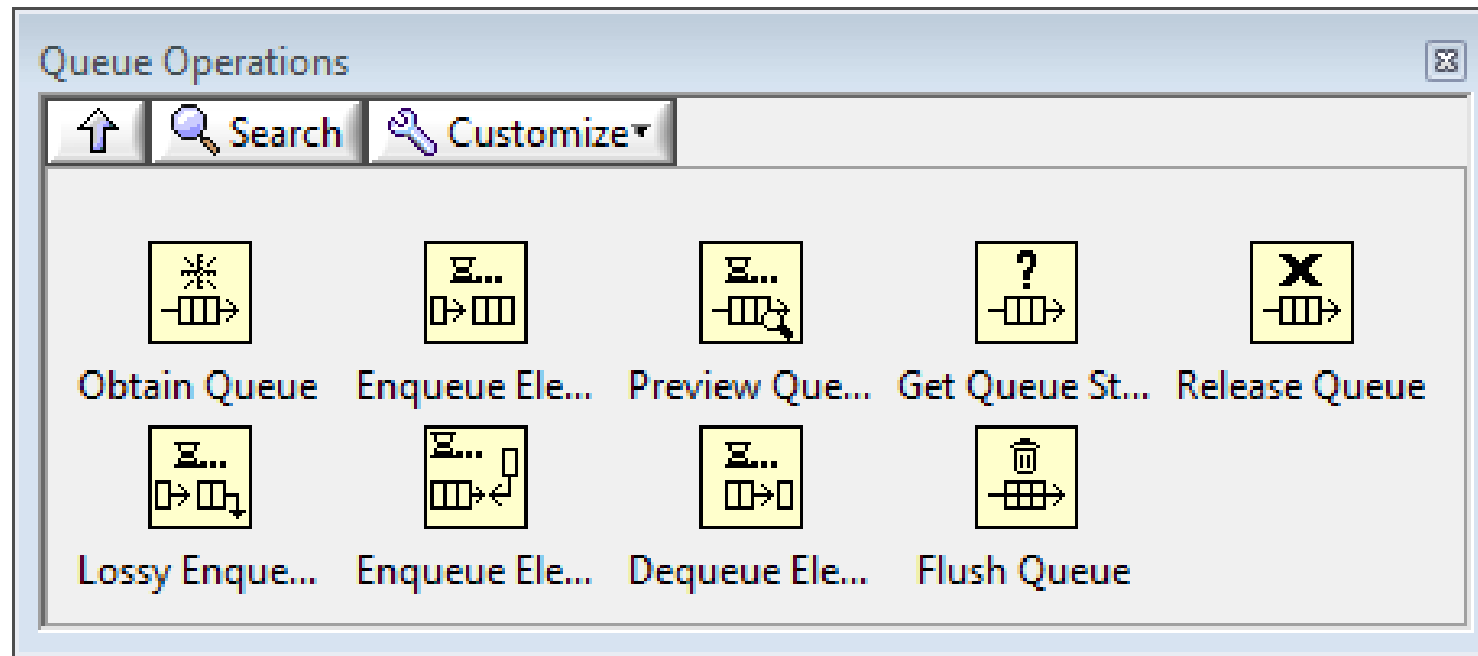 Queue Operations
Search Customize
Obtain Queue Enqueue Ele... Preview Que... Get Queue St... Release Queue
Lossy Enque... Enqueue Ele... Dequeue Ele... Flush Queue